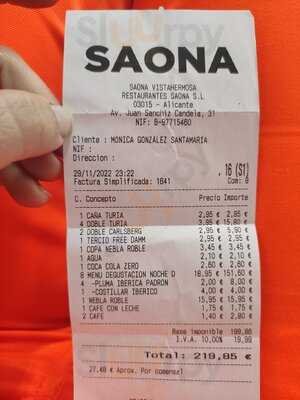 SAONA
SAONA VISTAHERMOSA
RESTAURANTES SAONA S.L
03015 - Alicante
Av. Juan Sanchiz Candela, 31
NIF: B-97715460
Cliente : MONICA GONZALEZ SANTAMARIA
NIF :
Direccion :
29/11/2022 23:22 , 16 (S1)
Factura Simplificada: 1641 Com: 8
C. Concepto Precio Importe
1 CAÑA TURIA 2,85 € 2,85 €
4 DOBLE TURIA 3,95 € 15,80 €
2 DOBLE CARLSBERG 2,95 € 5,90 €
1 TERCIO FREE DAMM 2,95 € 2,95 €
1 COPA NEBLA ROBLE 3,45 € 3,45 €
1 AGUA 2,10 € 2,10 €
1 COCA COLA ZERO 2,80 € 2,80 €
8 MENU DEGUSTACION NOCHE D 18,95 € 151,60 €
4 -PLUMA IBERICA PADRON 2,00 € 8,00 €
1 -COSTILLAR IBERICO 4,00 € 4,00 €
1 NEBLA ROBLE 15,95 € 15,95 €
1 CAFE CON LECHE 1,75 € 1,75 €
2 CAFE 1,40 € 2,80 €
Base imponible
I.V.A. 10,00% 19,99
Total: 219,85 €
27,48 € Aprox. Por comensal